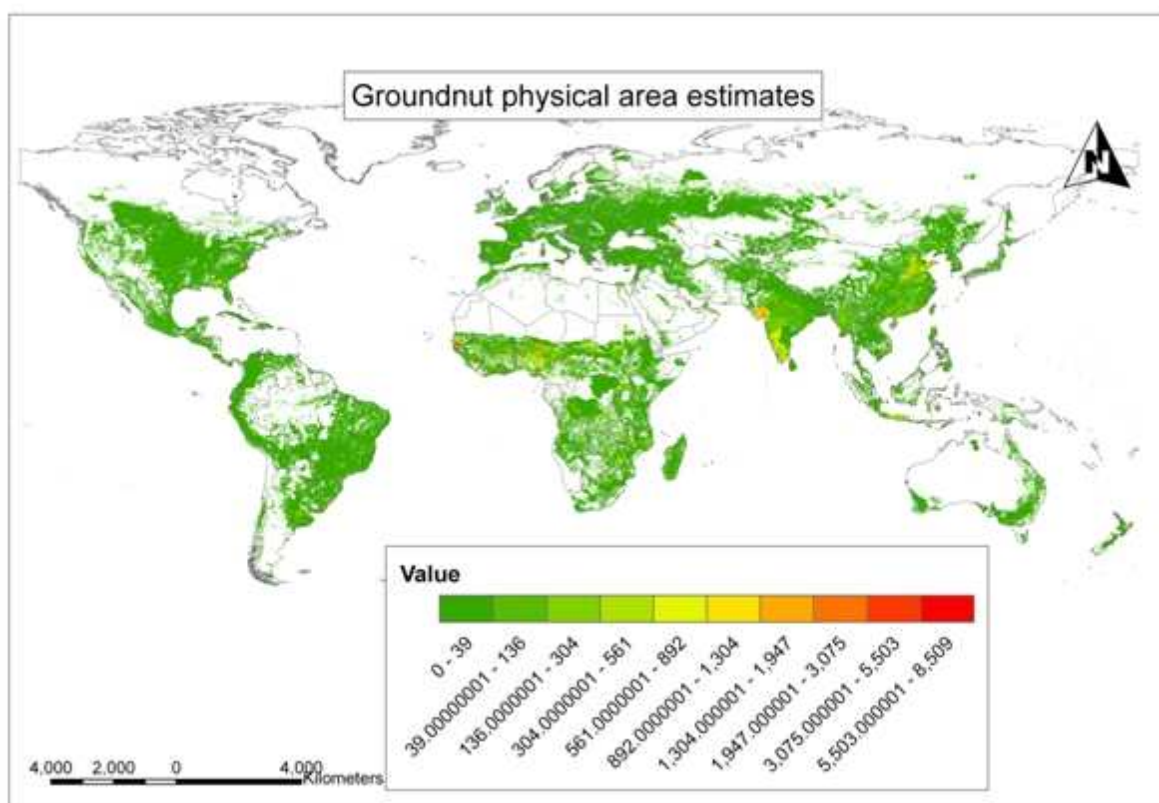 Groundnut physical area estimates
N
Value
0 - 39
39.00000001 - 136
136.0000001 - 304
304.0000001 - 561
561.0000001 - 892
892.0000001 - 1,304
1,304.000001 - 1,947
1,947.000001 - 3,075
3,075.000001 - 5,503
5,503.000001 - 8,509
4,000 2,000 0 4,000
Kilometers